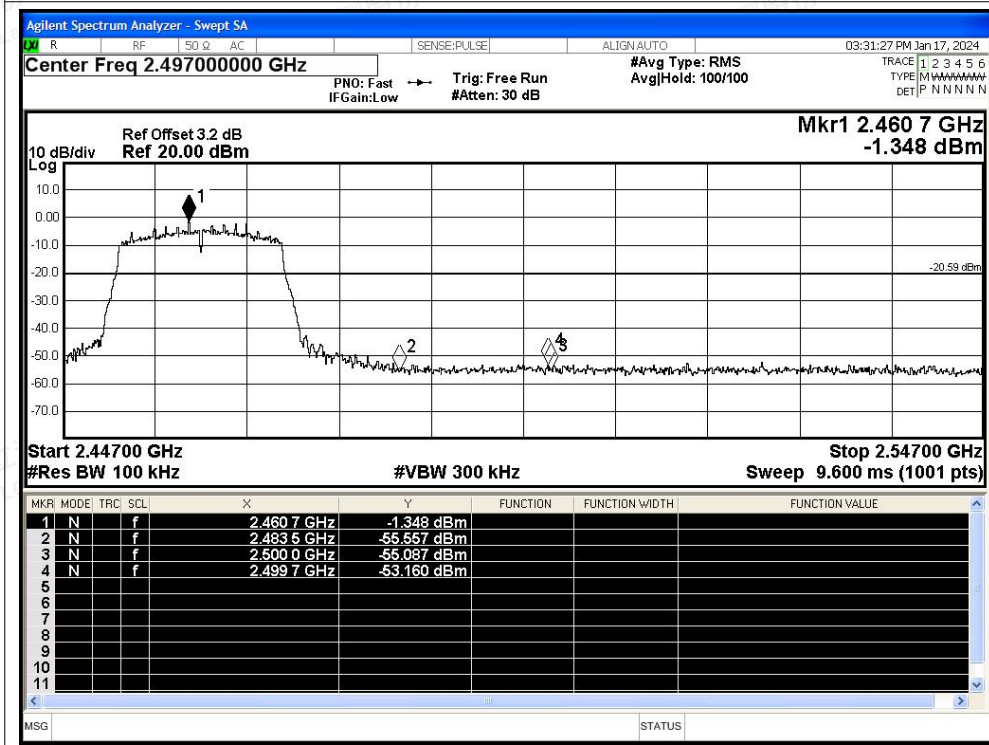 Agilent Spectrum Analyzer - Swept SA
LXI R RF 50 Ω AC SENSE:PULSE ALIGN AUTO 03:31:27 PM Jan 17, 2024
Center Freq 2.497000000 GHz
PNO: Fast
IFGain:Low
Trig: Free Run
#Atten: 30 dB
#Avg Type: RMS
Avg|Hold: 100/100
TRACE 1 2 3 4 5 6
TYPE M
DET P N N N N N
Mkr1 2.460 7 GHz
-1.348 dBm
Ref Offset 3.2 dB
10 dB/div Ref 20.00 dBm
Log
10.0
0.00
-10.0
-20.0
-30.0
-40.0
-50.0
-60.0
-70.0
1
2
4
3
-20.59 dBm
Start 2.44700 GHz Stop 2.54700 GHz
#Res BW 100 kHz #VBW 300 kHz Sweep 9.600 ms (1001 pts)
MKR MODE TRC SCL X Y FUNCTION FUNCTION WIDTH FUNCTION VALUE
1 N f 2.460 7 GHz -1.348 dBm
2 N f 2.483 5 GHz -55.557 dBm
3 N f 2.500 0 GHz -55.087 dBm
4 N f 2.499 7 GHz -53.160 dBm
5
6
7
8
9
10
11
MSG STATUS